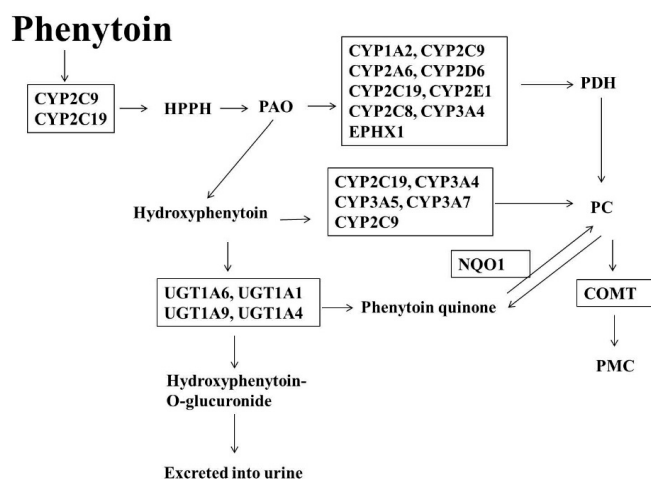 Phenytoin
CYP2C9
CYP2C19
HPPH
PAO
CYP1A2, CYP2C9
CYP2A6, CYP2D6
CYP2C19, CYP2E1
CYP2C8, CYP3A4
EPHX1
PDH
Hydroxyphenytoin
CYP2C19, CYP3A4
CYP3A5, CYP3A7
CYP2C9
PC
NQO1
UGT1A6, UGT1A1
UGT1A9, UGT1A4
Phenytoin quinone
COMT
PMC
Hydroxyphenytoin-
O-glucuronide
Excreted into urine